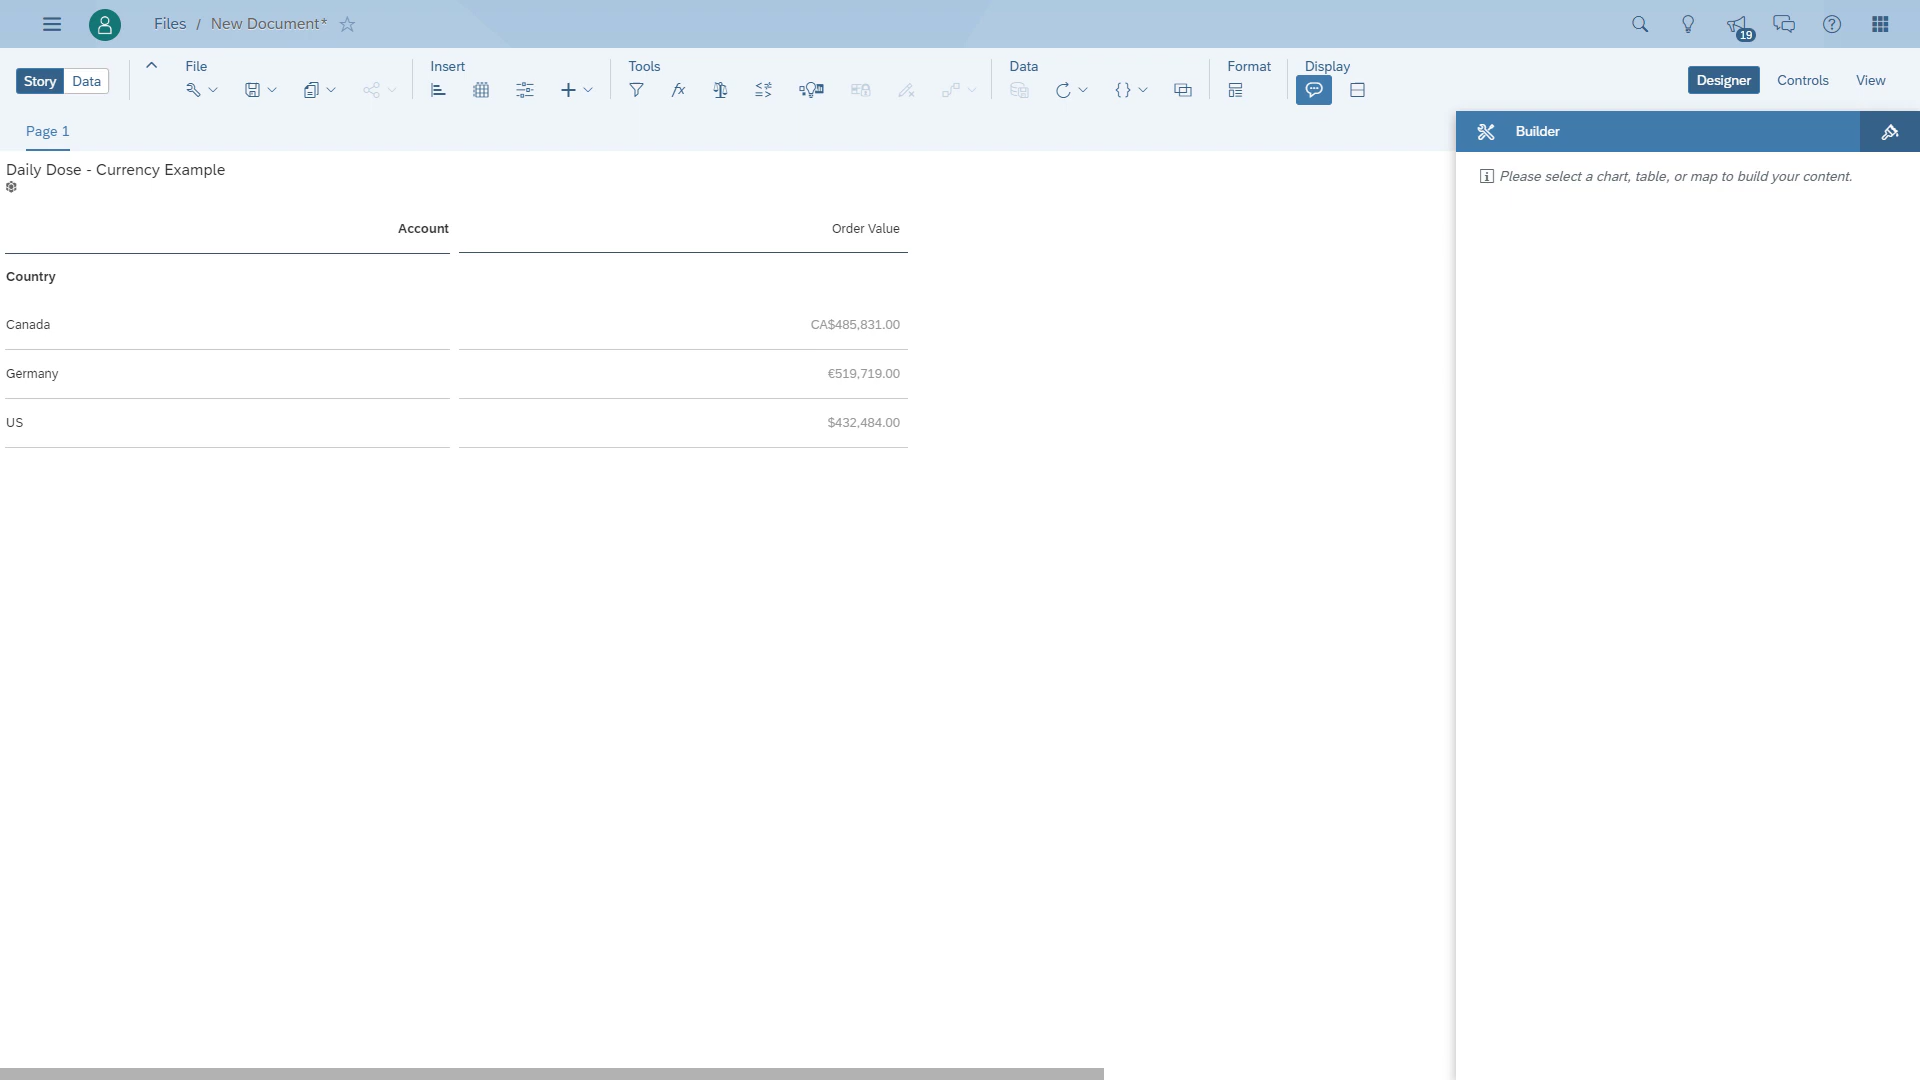 Files / New Document*
19
Story Data
File Insert Tools Data Format Display
Designer Controls View
Page 1
Builder
Please select a chart, table, or map to build your content.
Daily Dose - Currency Example
Account Order Value
Country
Canada CA$485,831.00
Germany €519,719.00
US $432,484.00